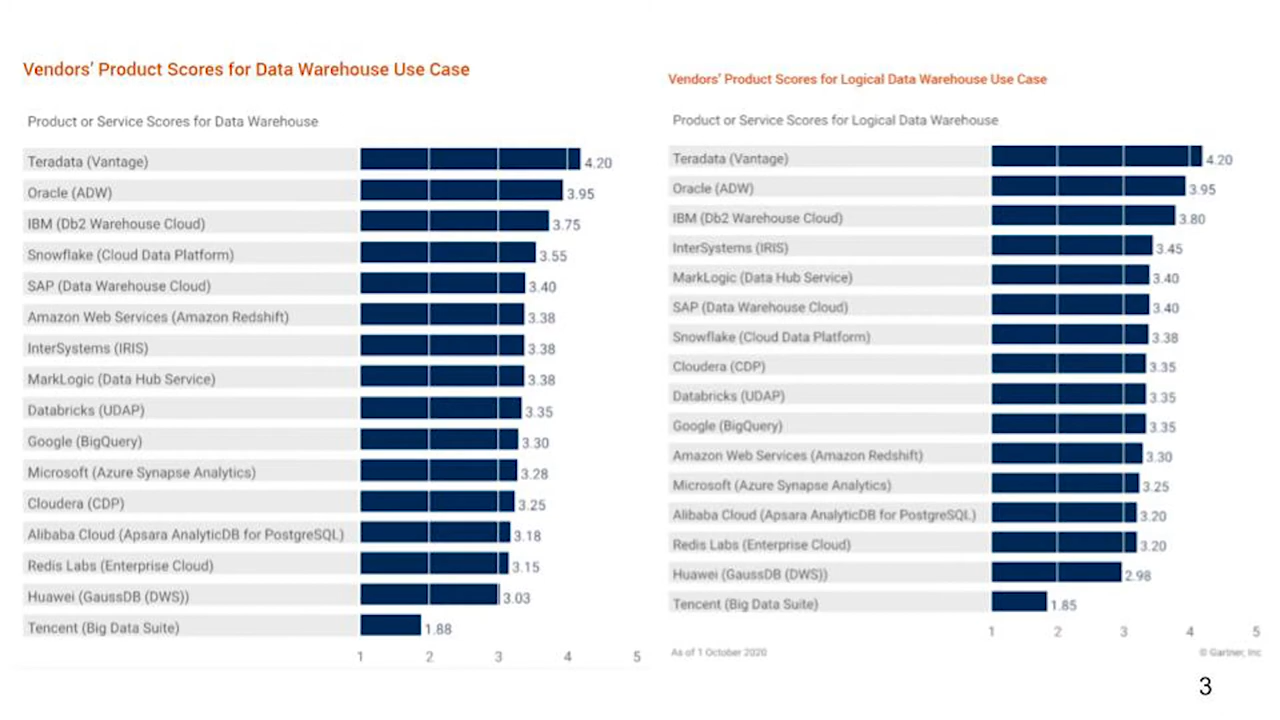 Vendors' Product Scores for Data Warehouse Use Case
Product or Service Scores for Data Warehouse
Teradata (Vantage) 4.20
Oracle (ADW) 3.95
IBM (Db2 Warehouse Cloud) 3.75
Snowflake (Cloud Data Platform) 3.55
SAP (Data Warehouse Cloud) 3.40
Amazon Web Services (Amazon Redshift) 3.38
InterSystems (IRIS) 3.38
MarkLogic (Data Hub Service) 3.38
Databricks (UDAP) 3.35
Google (BigQuery) 3.30
Microsoft (Azure Synapse Analytics) 3.28
Cloudera (CDP) 3.25
Alibaba Cloud (Apsara AnalyticDB for PostgreSQL) 3.18
Redis Labs (Enterprise Cloud) 3.15
Huawei (GaussDB (DWS)) 3.03
Tencent (Big Data Suite) 1.88
1 2 3 4 5
Vendors' Product Scores for Logical Data Warehouse Use Case
Product or Service Scores for Logical Data Warehouse
Teradata (Vantage) 4.20
Oracle (ADW) 3.95
IBM (Db2 Warehouse Cloud) 3.80
InterSystems (IRIS) 3.45
MarkLogic (Data Hub Service) 3.40
SAP (Data Warehouse Cloud) 3.40
Snowflake (Cloud Data Platform) 3.38
Cloudera (CDP) 3.35
Databricks (UDAP) 3.35
Google (BigQuery) 3.35
Amazon Web Services (Amazon Redshift) 3.30
Microsoft (Azure Synapse Analytics) 3.25
Alibaba Cloud (Apsara AnalyticDB for PostgreSQL) 3.20
Redis Labs (Enterprise Cloud) 3.20
Huawei (GaussDB (DWS)) 2.98
Tencent (Big Data Suite) 1.85
1 2 3 4 5
As of 1 October 2020 © Gartner, Inc
3